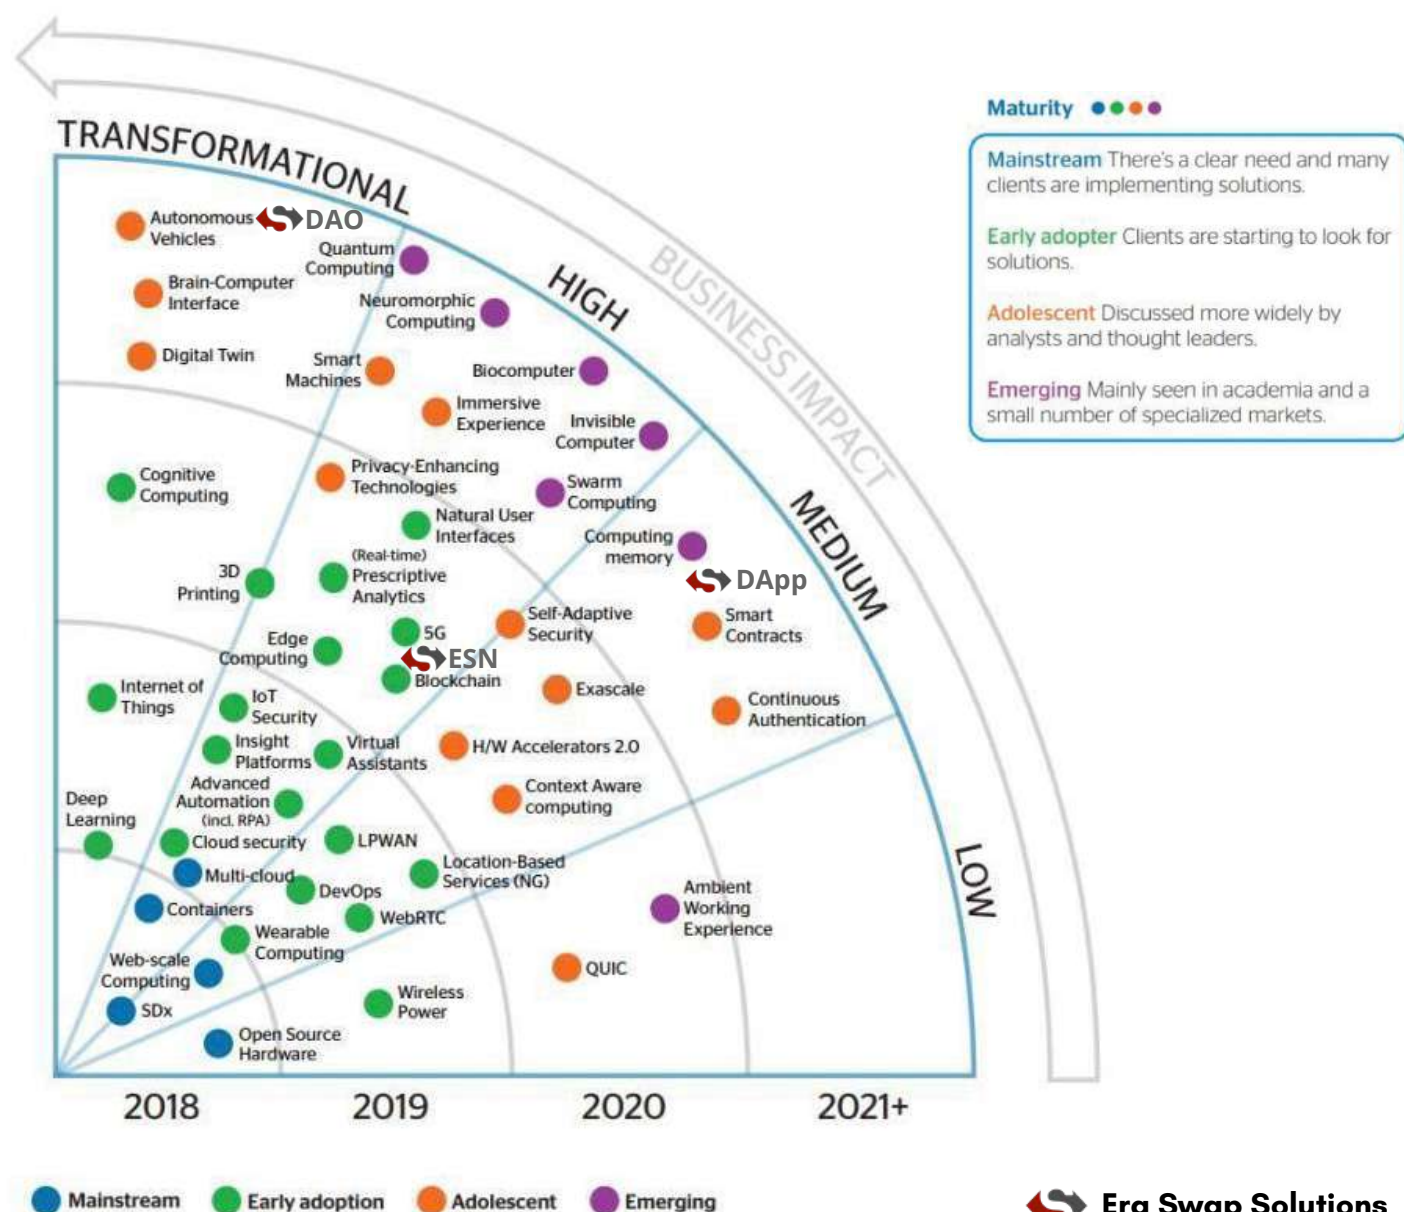 TRANSFORMATIONAL
HIGH
MEDIUM
LOW
BUSINESS IMPACT
Maturity
Mainstream There's a clear need and many
clients are implementing solutions.
Early adopter Clients are starting to look for
solutions.
Adolescent Discussed more widely by
analysts and thought leaders.
Emerging Mainly seen in academia and a
small number of specialized markets.
Autonomous
Vehicles
DAO
Quantum
Computing
Brain-Computer
Interface
Neuromorphic
Computing
Digital Twin
Smart
Machines
Biocomputer
Immersive
Experience
Invisible
Computer
Cognitive
Computing
Privacy-Enhancing
Technologies
Swarm
Computing
Natural User
Interfaces
Computing
memory
3D
Printing
(Real-time)
Prescriptive
Analytics
DApp
Smart
Contracts
Self-Adaptive
Security
5G
Edge
Computing
ESN
Blockchain
Exascale
Continuous
Authentication
Internet of
Things
IoT
Security
Insight
Platforms
Virtual
Assistants
H/W Accelerators 2.0
Context Aware
computing
Advanced
Automation
(incl. RPA)
Deep
Learning
Cloud security
LPWAN
Location-Based
Services (NG)
Multi-cloud
DevOps
Containers
WebRTC
Ambient
Working
Experience
Wearable
Computing
Web-scale
Computing
QUIC
SDx
Wireless
Power
Open Source
Hardware
2018
2019
2020
2021+
Mainstream
Early adoption
Adolescent
Emerging
Era Swap Solutions